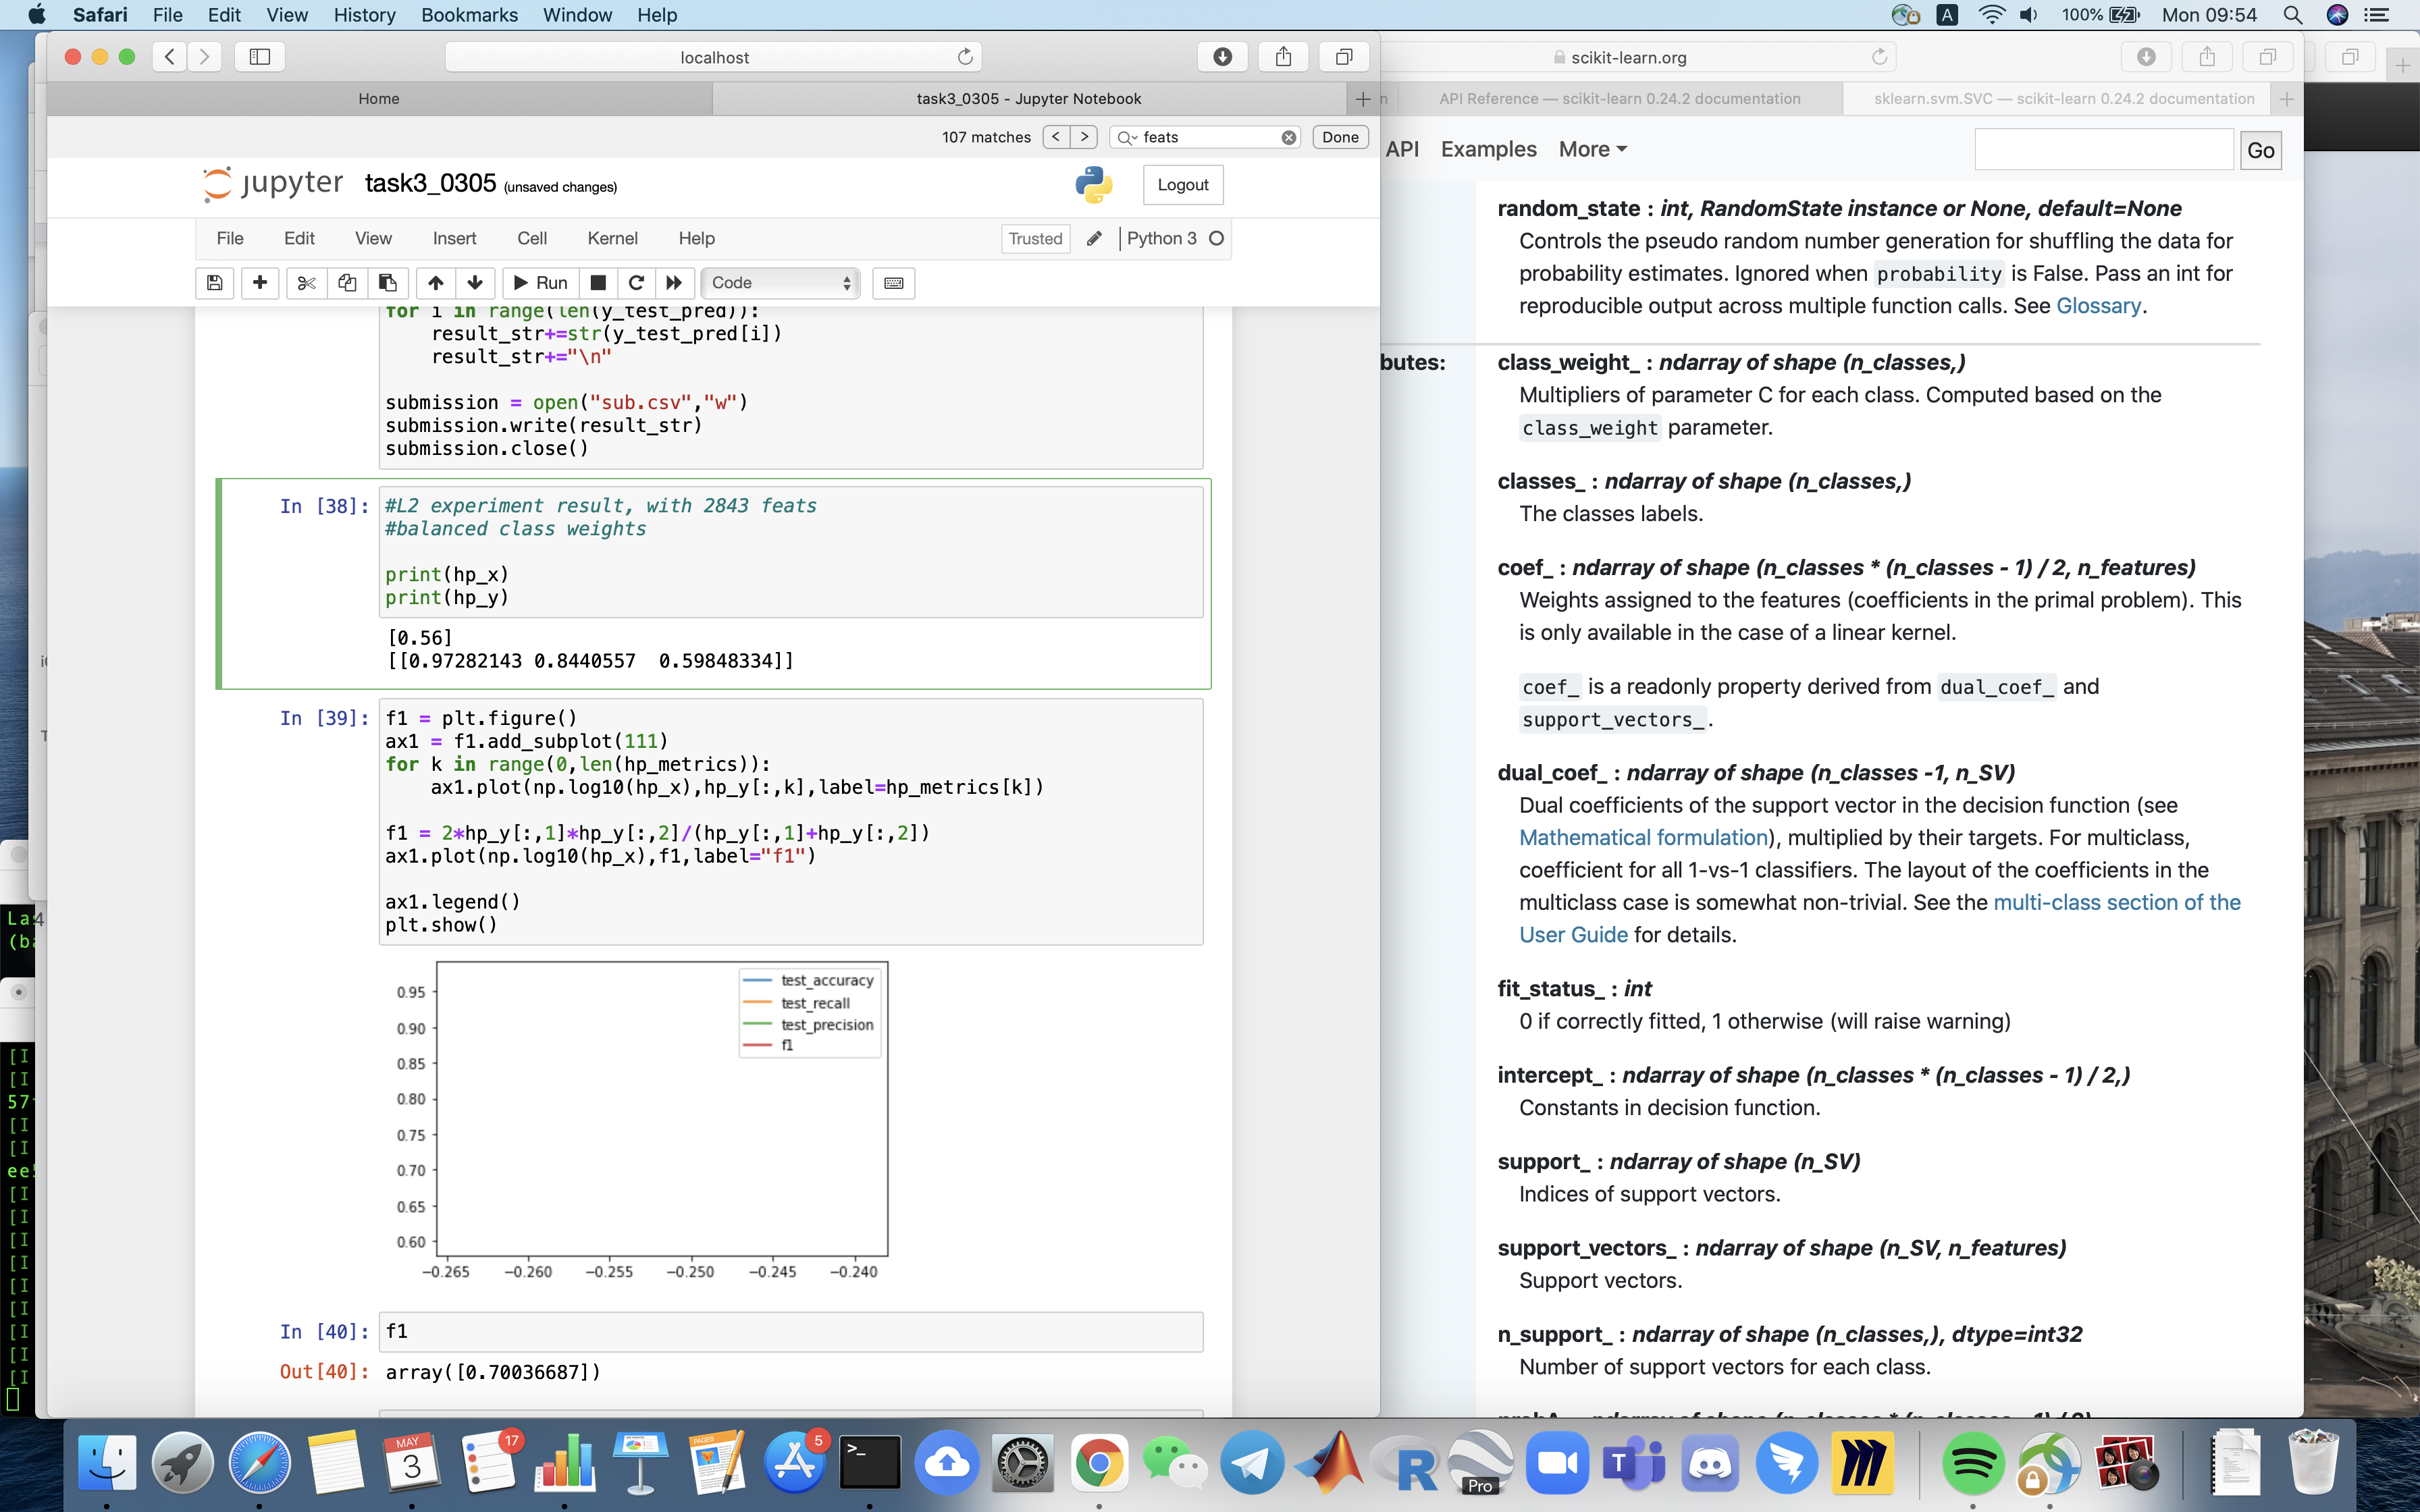 Safari File Edit View History Bookmarks Window Help
A 100% Mon 09:54
localhost
Home
task3_0305 - Jupyter Notebook
107 matches
feats
Done
jupyter task3_0305 (unsaved changes)
Logout
File Edit View Insert Cell Kernel Help
Trusted
Python 3
Run
Code
for i in range(len(y_test_pred)):
result_str+=str(y_test_pred[i])
result_str+="\n"
submission = open("sub.csv","w")
submission.write(result_str)
submission.close()
In [38]:
#L2 experiment result, with 2843 feats
#balanced class weights
print(hp_x)
print(hp_y)
[0.56]
[[0.97282143 0.8440557  0.59848334]]
In [39]:
f1 = plt.figure()
ax1 = f1.add_subplot(111)
for k in range(0,len(hp_metrics)):
ax1.plot(np.log10(hp_x),hp_y[:,k],label=hp_metrics[k])
f1 = 2*hp_y[:,1]*hp_y[:,2]/(hp_y[:,1]+hp_y[:,2])
ax1.plot(np.log10(hp_x),f1,label="f1")
ax1.legend()
plt.show()
test_accuracy
test_recall
test_precision
f1
0.95
0.90
0.85
0.80
0.75
0.70
0.65
0.60
−0.265 −0.260 −0.255 −0.250 −0.245 −0.240
In [40]: f1
Out[40]: array([0.70036687])
scikit-learn.org
API Reference — scikit-learn 0.24.2 documentation
sklearn.svm.SVC — scikit-learn 0.24.2 documentation
API Examples More
Go
random_state : int, RandomState instance or None, default=None
Controls the pseudo random number generation for shuffling the data for
probability estimates. Ignored when probability is False. Pass an int for
reproducible output across multiple function calls. See Glossary.
butes:
class_weight_ : ndarray of shape (n_classes,)
Multipliers of parameter C for each class. Computed based on the
class_weight parameter.
classes_ : ndarray of shape (n_classes,)
The classes labels.
coef_ : ndarray of shape (n_classes * (n_classes - 1) / 2, n_features)
Weights assigned to the features (coefficients in the primal problem). This
is only available in the case of a linear kernel.
coef_ is a readonly property derived from dual_coef_ and
support_vectors_.
dual_coef_ : ndarray of shape (n_classes -1, n_SV)
Dual coefficients of the support vector in the decision function (see
Mathematical formulation), multiplied by their targets. For multiclass,
coefficient for all 1-vs-1 classifiers. The layout of the coefficients in the
multiclass case is somewhat non-trivial. See the multi-class section of the
User Guide for details.
fit_status_ : int
0 if correctly fitted, 1 otherwise (will raise warning)
intercept_ : ndarray of shape (n_classes * (n_classes - 1) / 2,)
Constants in decision function.
support_ : ndarray of shape (n_SV)
Indices of support vectors.
support_vectors_ : ndarray of shape (n_SV, n_features)
Support vectors.
n_support_ : ndarray of shape (n_classes,), dtype=int32
Number of support vectors for each class.
MAY
3
17
PAGES
5
>_
R
Pro
T